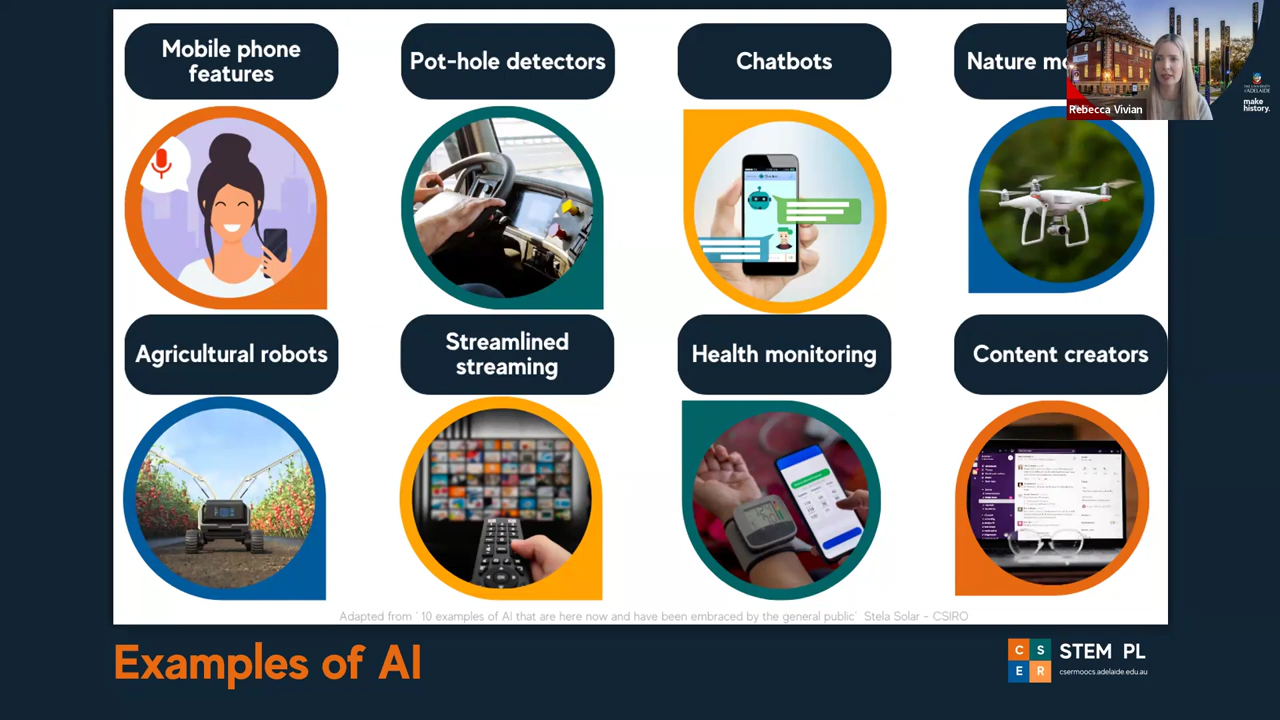 Mobile phone
features
Pot-hole detectors
Chatbots
Nature
Rebecca Vivian
make
history.
Agricultural robots
Streamlined
streaming
Health monitoring
Content creators
Adapted from ' 10 examples of AI that are here now and have been embraced by the general public' Stela Solar - CSIRO
Examples of AI
C S
E R
STEM PL
csermoocs.adelaide.edu.au